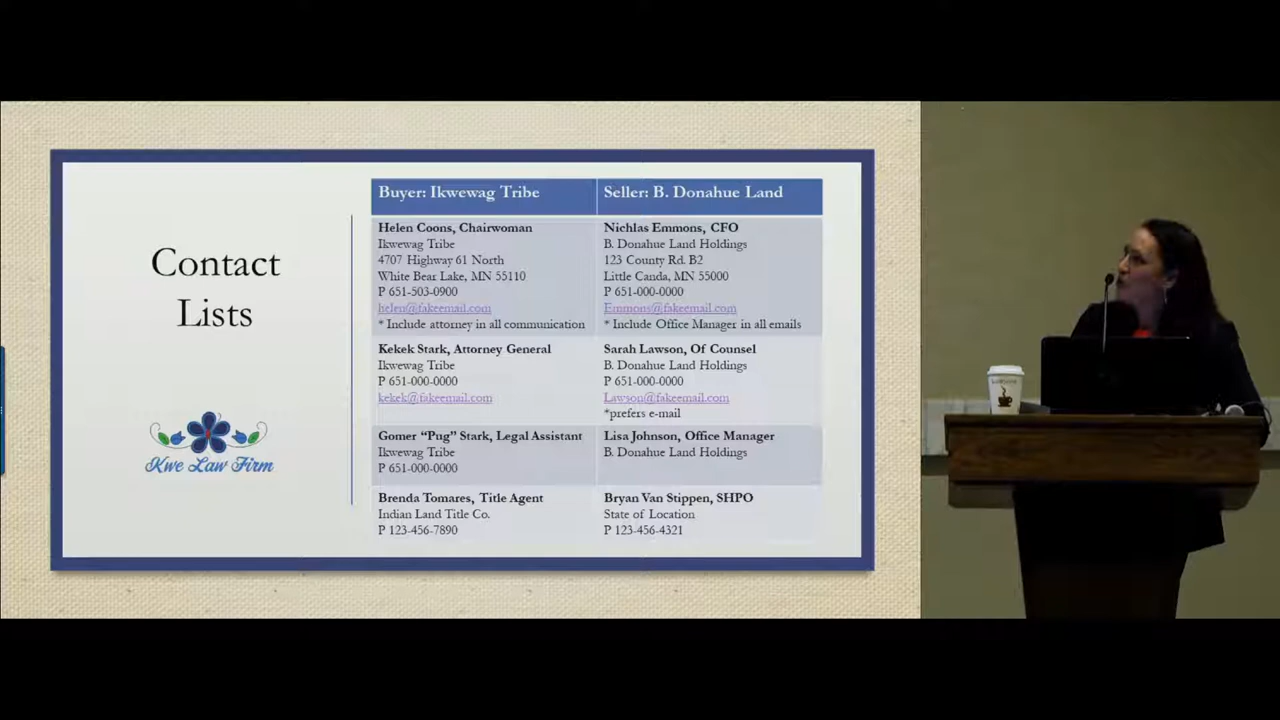 Contact
Lists
Kwe Law Firm
Buyer: Ikwewag Tribe
Seller: B. Donahue Land
Helen Coons, Chairwoman
Ikwewag Tribe
4707 Highway 61 North
White Bear Lake, MN 55110
P 651-503-0900
helen@fakeemail.com
* Include attorney in all communication
Nichlas Emmons, CFO
B. Donahue Land Holdings
123 County Rd. B2
Little Canda, MN 55000
P 651-000-0000
Emmons@fakeemail.com
* Include Office Manager in all emails
Kekek Stark, Attorney General
Ikwewag Tribe
P 651-000-0000
kekek@fakeemail.com
Sarah Lawson, Of Counsel
B. Donahue Land Holdings
P 651-000-0000
Lawson@fakeemail.com
*prefers e-mail
Gomer “Pug” Stark, Legal Assistant
Ikwewag Tribe
P 651-000-0000
Lisa Johnson, Office Manager
B. Donahue Land Holdings
Brenda Tomares, Title Agent
Indian Land Title Co.
P 123-456-7890
Bryan Van Stippen, SHPO
State of Location
P 123-456-4321